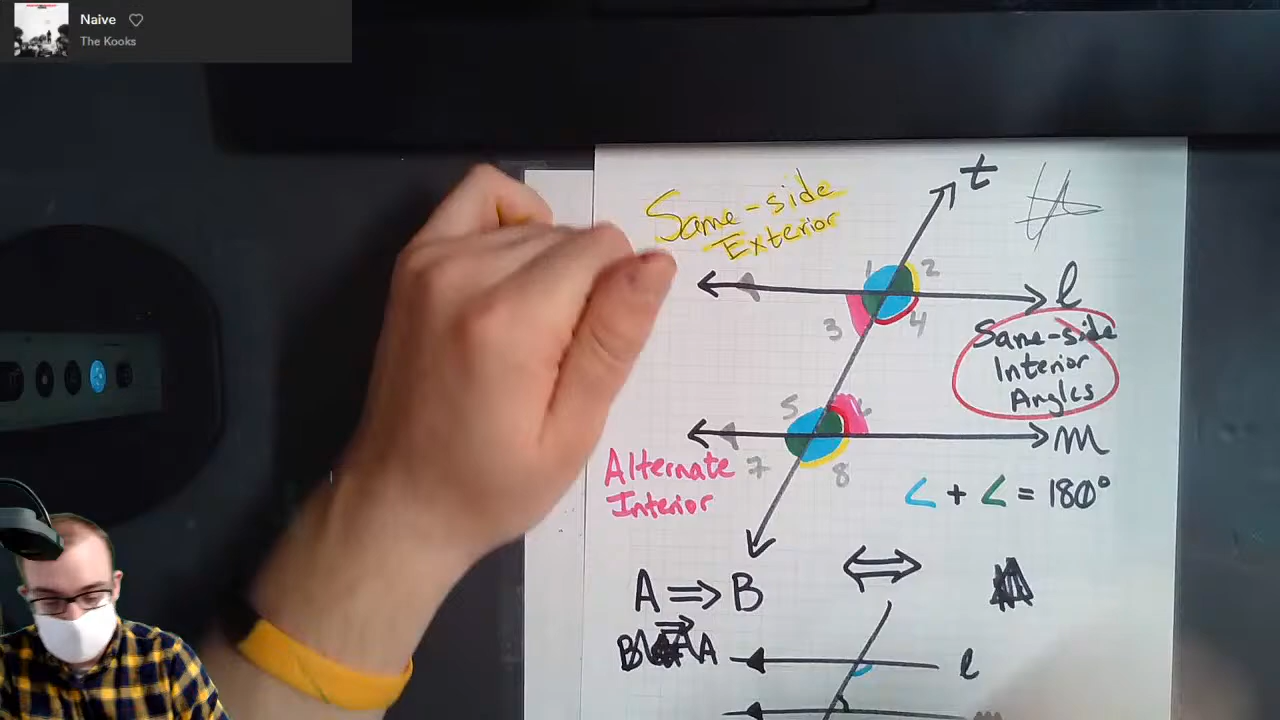 Naive
The Kooks
t
Same-side
Exterior
1 2
l
3 4
Same-side
Interior
Angles
5 6
m
Alternate
Interior
7 8
∠ + ∠ = 180°
⇔
A ⇒ B
B A
l